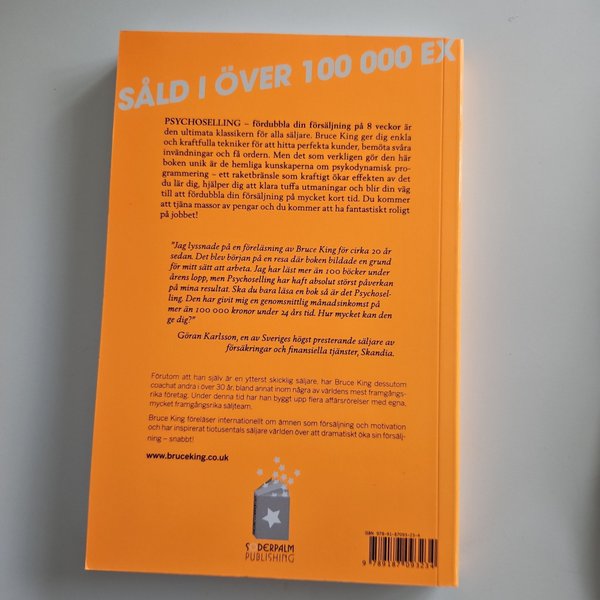 SÅLD I ÖVER 100 000 EX
PSYCHOSELLING – fördubbla din försäljning på 8 veckor är
den ultimata klassikern för alla säljare. Bruce King ger dig enkla
och kraftfulla tekniker för att hitta perfekta kunder, bemöta svåra
invändningar och få ordern. Men det som verkligen gör den här
boken unik är de hemliga kunskaperna om psykodynamisk pro-
grammering – ett raketbränsle som kraftigt ökar effekten av det
du lär dig, hjälper dig att klara tuffa utmaningar och blir din väg
till att fördubbla din försäljning på mycket kort tid. Du kommer
att tjäna massor av pengar och du kommer att ha fantastiskt roligt
på jobbet!
"Jag lyssnade på en föreläsning av Bruce King för cirka 20 år
sedan. Det blev början på en resa där boken bildade en grund
för mitt sätt att arbeta. Jag har läst mer än 100 böcker under
årens lopp, men Psychoselling har haft absolut störst påverkan
på mina resultat. Ska du bara läsa en bok så är det Psychosel-
ling. Den har givit mig en genomsnittlig månadsinkomst på
mer än 100 000 kronor under 24 års tid. Hur mycket kan den
ge dig?"
Göran Karlsson, en av Sveriges högst presterande säljare av
försäkringar och finansiella tjänster, Skandia.
Förutom att han själv är en ytterst skicklig säljare, har Bruce King dessutom
coachat andra i över 30 år, bland annat inom några av världens mest framgångs-
rika företag. Under denna tid har han byggt upp flera affärsrörelser med egna,
mycket framgångsrika säljteam.
Bruce King föreläser internationellt om ämnen som försäljning och motivation
och har inspirerat tiotusentals säljare världen över att dramatiskt öka sin försälj-
ning – snabbt!
www.bruceking.co.uk
S DERPALM
PUBLISHING
ISBN 978-91-87093-23-4
9 789187 093234